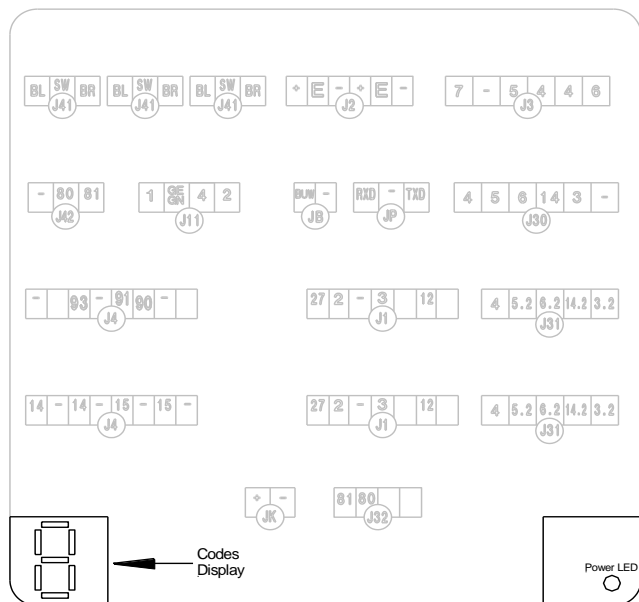 BL SW BR BL SW BR BL SW BR + E - + E - 7 - 5 4 4 6
J41 J41 J41 J2 J3
- 80 81 1 GE GN 4 2 BUW - RXD - TXD 4 5 6 14 3 -
J42 J11 JB JP J30
- 93 - 91 90 - 27 2 - 3 12 4 5.2 6.2 14.2 3.2
J4 J1 J31
14 - 14 - 15 - 15 - 27 2 - 3 12 4 5.2 6.2 14.2 3.2
J4 J1 J31
+ - 81 80
JK J32
Codes
Display
Power LED